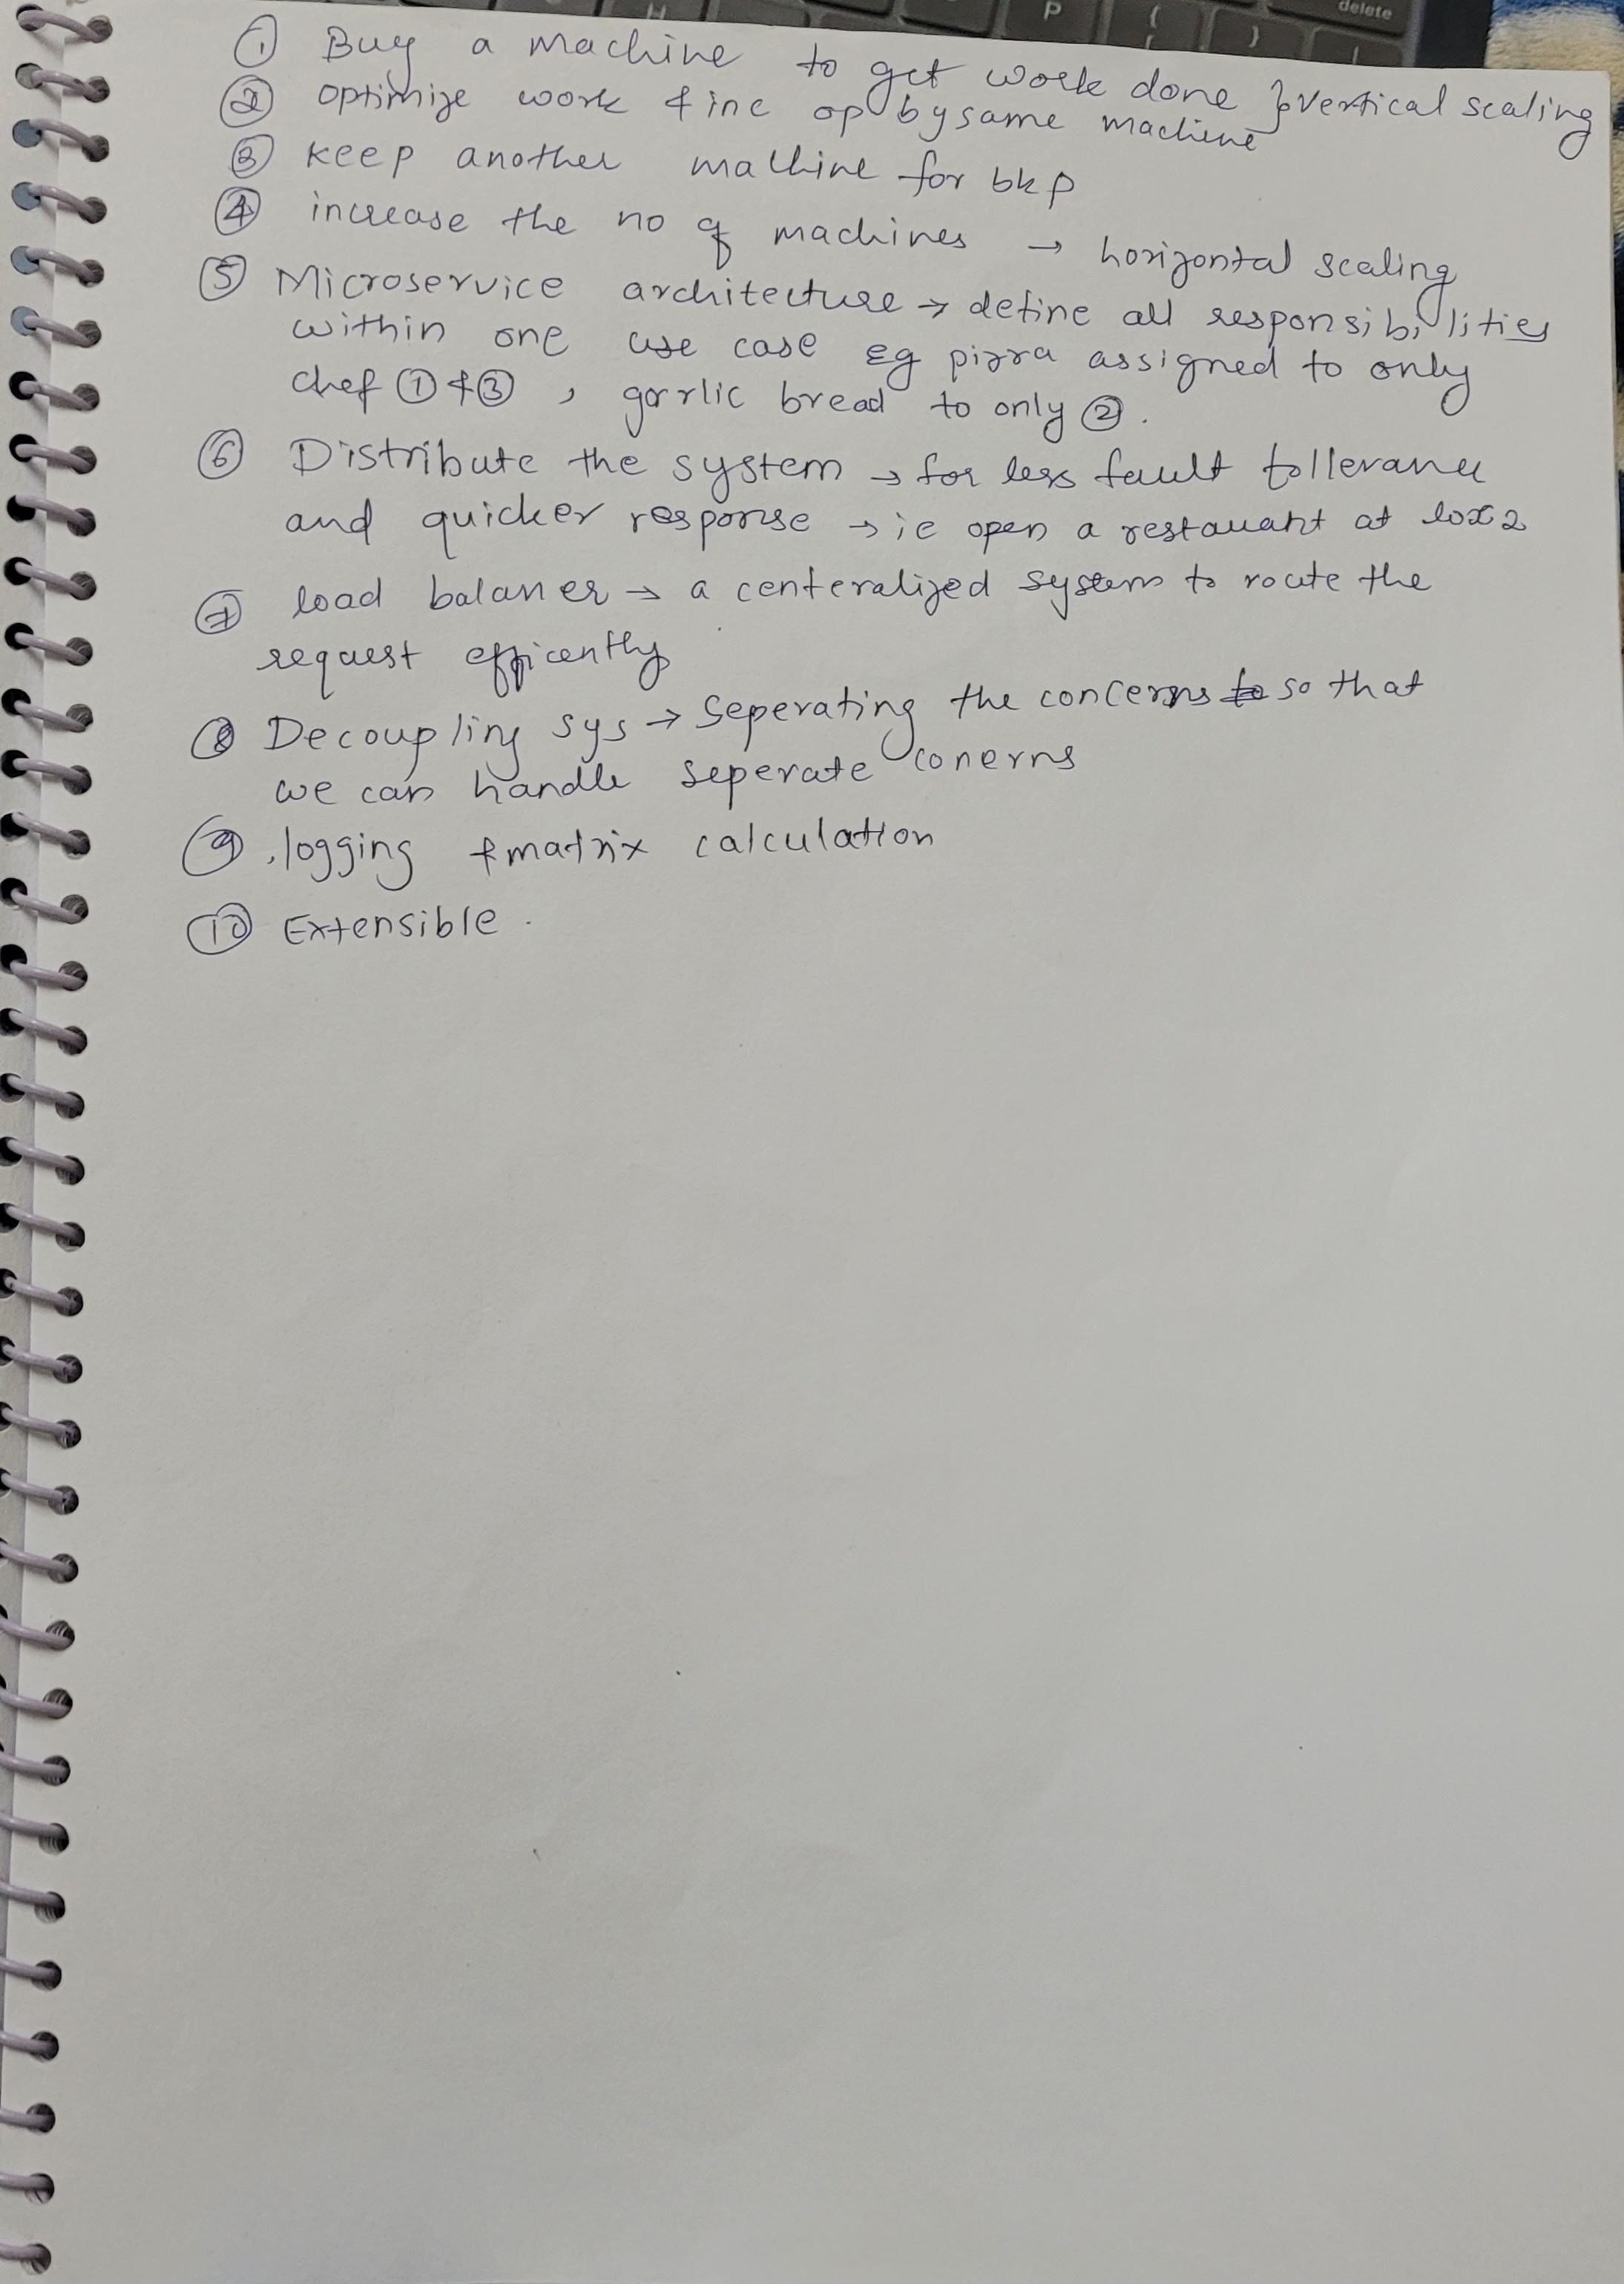 P
delete
① Buy a machine to get work done } vertical scaling
② optimize work & inc op by same machine
③ keep another machine for bkp
④ increase the no of machines → horizontal scaling
⑤ Microservice architecture → define all responsibilities
within one use case Eg pizza assigned to only
chef ① & ③ , garlic bread to only ② .
⑥ Distribute the system → for less fault tollerance
and quicker response → ie open a restauant at loc 2
⑦ load balancer → a centeralized system to route the
request efficently
⑧ Decoupling sys → Seperating the concerns to so that
we can handle seperate conerns
⑨ . logging & matrix calculation
⑩ Extensible .